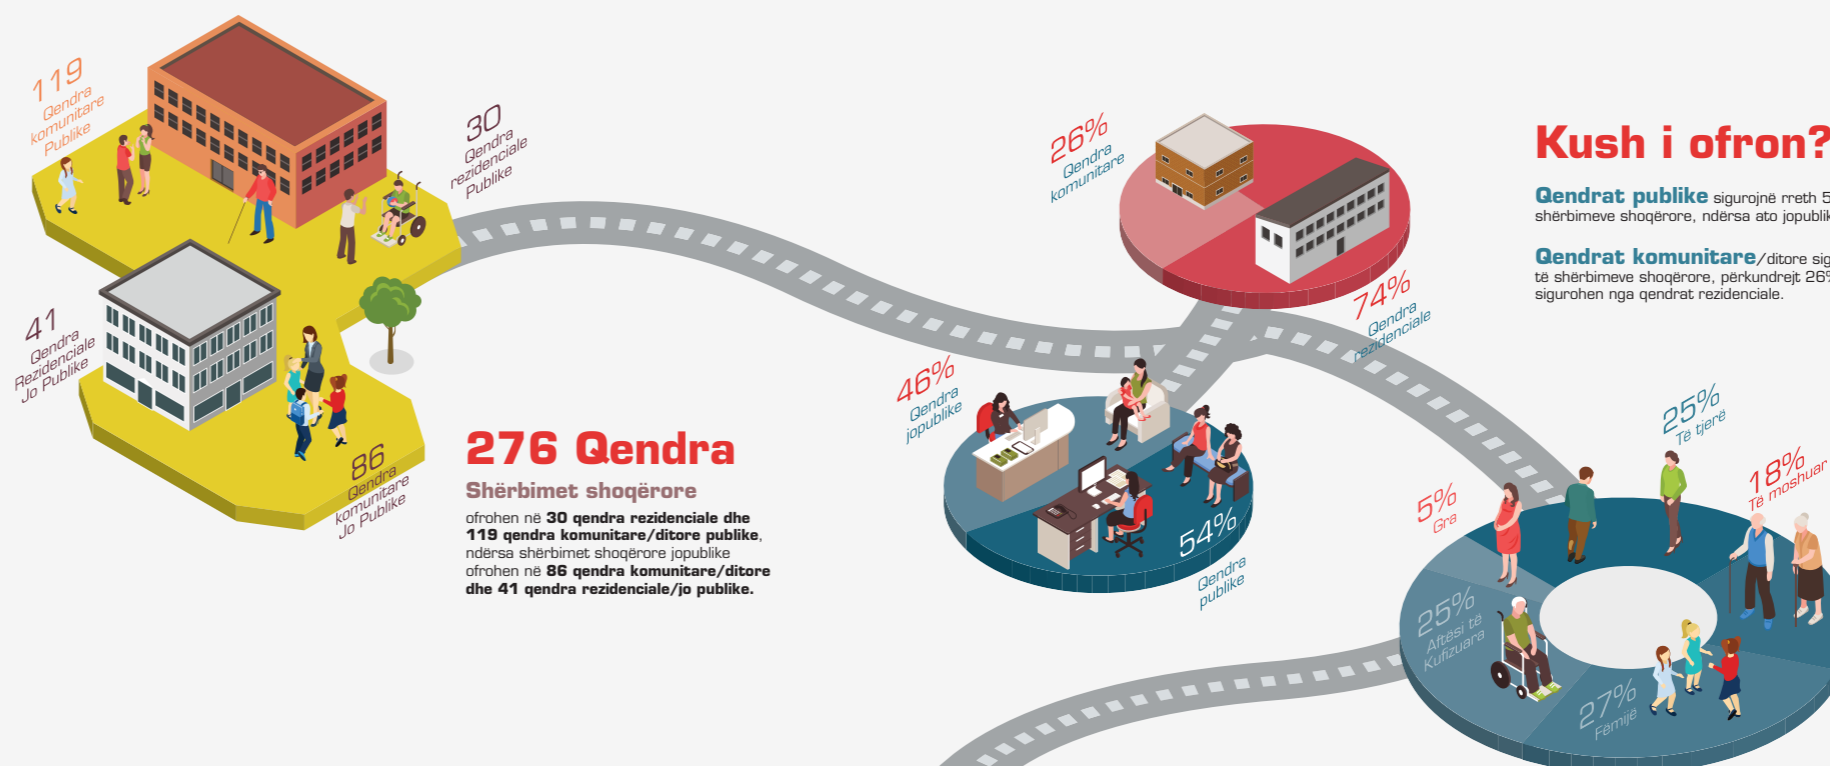 119
Qendra
komunitare
Publike
30
Qendra
rezidenciale
Publike
41
Qendra
Rezidenciale
Jo Publike
86
Qendra
komunitare
Jo Publike
276 Qendra
Shërbimet shoqërore
ofrohen në 30 qendra rezidenciale dhe
119 qendra komunitare/ditore publike,
ndërsa shërbimet shoqërore jopublike
ofrohen në 86 qendra komunitare/ditore
dhe 41 qendra rezidenciale/jo publike.
26%
Qendra
komunitare
74%
Qendra
rezidenciale
46%
Qendra
jopublike
54%
Qendra
publike
Kush i ofron?
Qendrat publike sigurojnë rreth 5
shërbimeve shoqërore, ndërsa ato jopublik
Qendrat komunitare/ditore sig
të shërbimeve shoqërore, përkundrejt 26%
sigurohen nga qendrat rezidenciale.
25%
Të tjerë
18%
Të moshuar
5%
Gra
25%
Aftësi të
Kufizuara
27%
Fëmijë